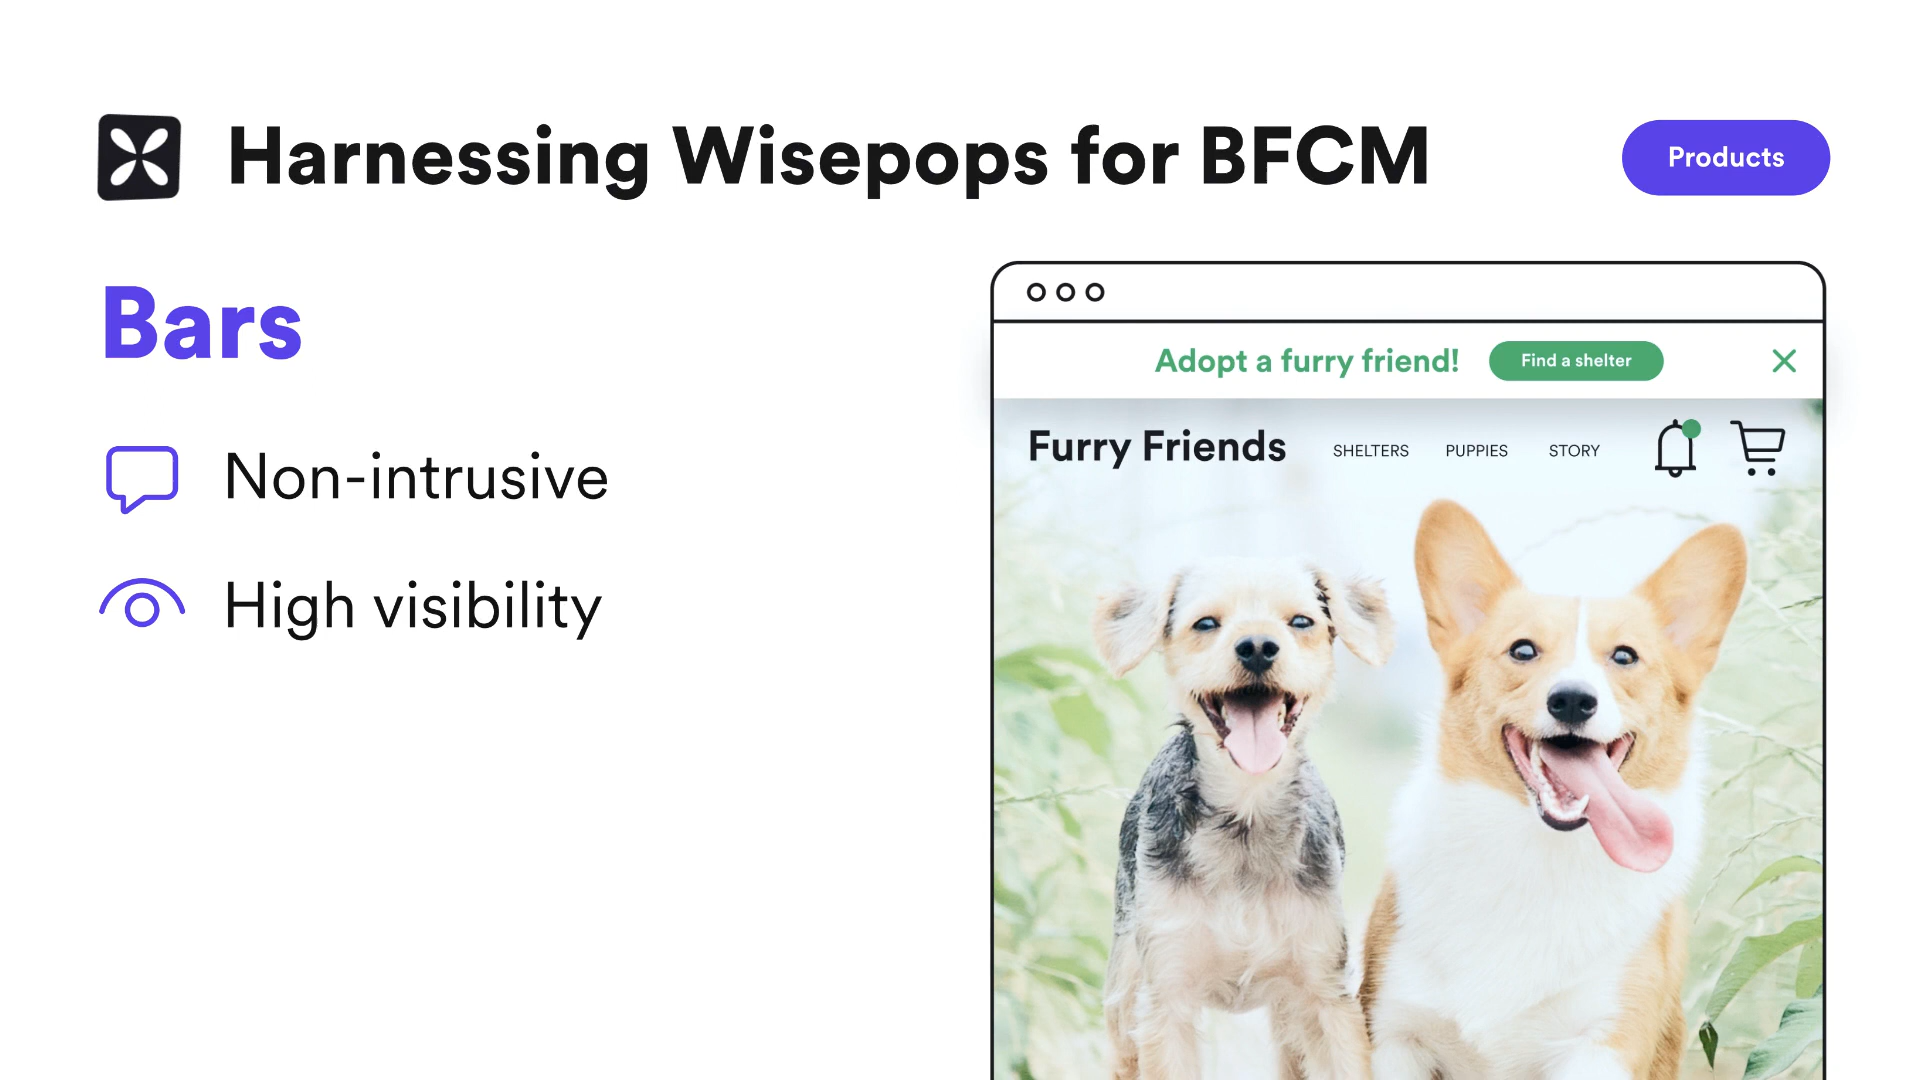 Harnessing Wisepops for BFCM
Products
Bars
Non-intrusive
High visibility
Adopt a furry friend!
Find a shelter
Furry Friends
SHELTERS
PUPPIES
STORY